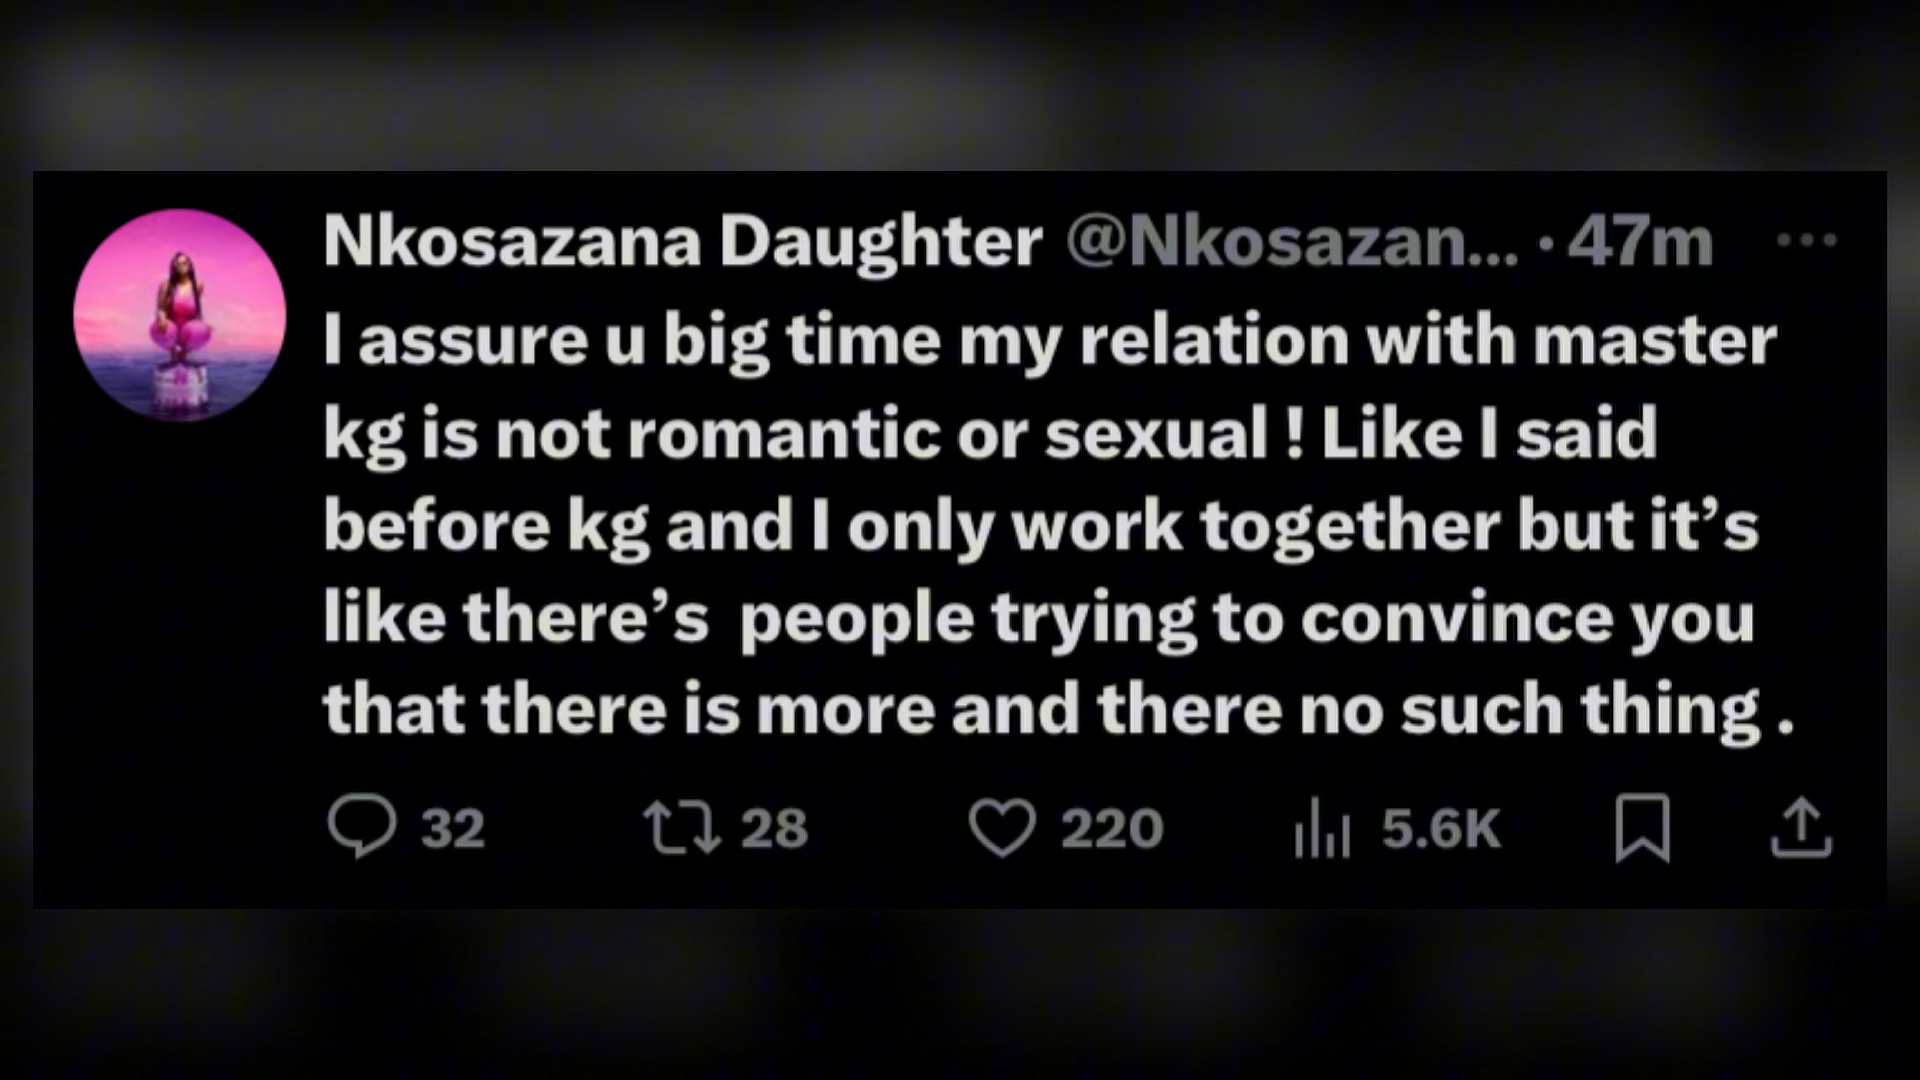 Nkosazana Daughter @Nkosazan... · 47m
I assure u big time my relation with master
kg is not romantic or sexual ! Like I said
before kg and I only work together but it’s
like there’s  people trying to convince you
that there is more and there no such thing .
32 28 220 5.6K